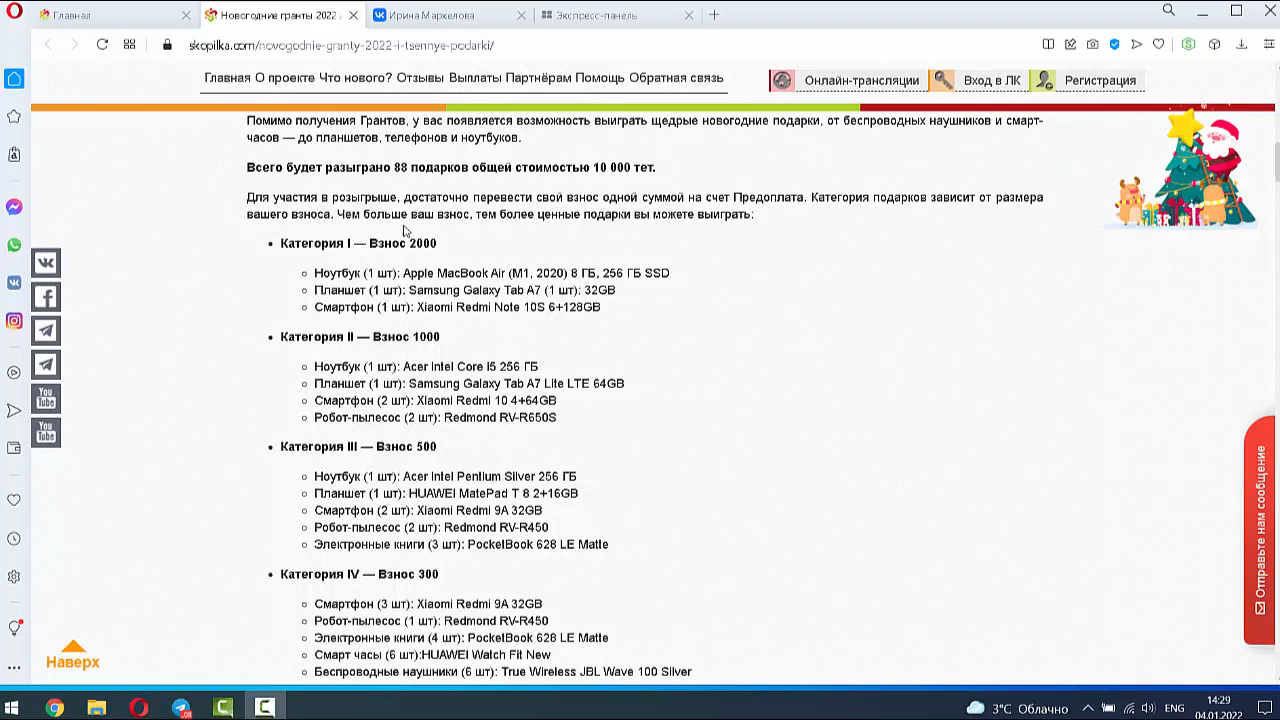 Главная
Новогодние гранты 2022
Ирина Маркелова
Экспресс-панель
skopilka.com/novogodnie-granty-2022-i-tsennye-podarki/
Главная О проекте Что нового? Отзывы Выплаты Партнёрам Помощь Обратная связь
Онлайн-трансляции
Вход в ЛК
Регистрация
Помимо получения Грантов, у вас появляется возможность выиграть щедрые новогодние подарки, от беспроводных наушников и смарт-
часов — до планшетов, телефонов и ноутбуков.
Всего будет разыграно 88 подарков общей стоимостью 10 000 тет.
Для участия в розыгрыше, достаточно перевести свой взнос одной суммой на счет Предоплата. Категория подарков зависит от размера
вашего взноса. Чем больше ваш взнос, тем более ценные подарки вы можете выиграть:
Категория I — Взнос 2000
Ноутбук (1 шт): Apple MacBook Air (M1, 2020) 8 ГБ, 256 ГБ SSD
Планшет (1 шт): Samsung Galaxy Tab A7 (1 шт): 32GB
Смартфон (1 шт): Xiaomi Redmi Note 10S 6+128GB
Категория II — Взнос 1000
Ноутбук (1 шт): Acer Intel Core i5 256 ГБ
Планшет (1 шт): Samsung Galaxy Tab A7 Lite LTE 64GB
Смартфон (2 шт): Xiaomi Redmi 10 4+64GB
Робот-пылесос (2 шт): Redmond RV-R650S
Категория III — Взнос 500
Ноутбук (1 шт): Acer Intel Pentium Silver 256 ГБ
Планшет (1 шт): HUAWEI MatePad T 8 2+16GB
Смартфон (2 шт): Xiaomi Redmi 9A 32GB
Робот-пылесос (2 шт): Redmond RV-R450
Электронные книги (3 шт): PocketBook 628 LE Matte
Категория IV — Взнос 300
Смартфон (3 шт): Xiaomi Redmi 9A 32GB
Робот-пылесос (1 шт): Redmond RV-R450
Электронные книги (4 шт): PocketBook 628 LE Matte
Смарт часы (6 шт):HUAWEI Watch Fit New
Беспроводные наушники (6 шт): True Wireless JBL Wave 100 Silver
You
Tube
You
Tube
Наверх
Отправьте нам сообщение
3°C Облачно
ENG
14:29
04.01.2022